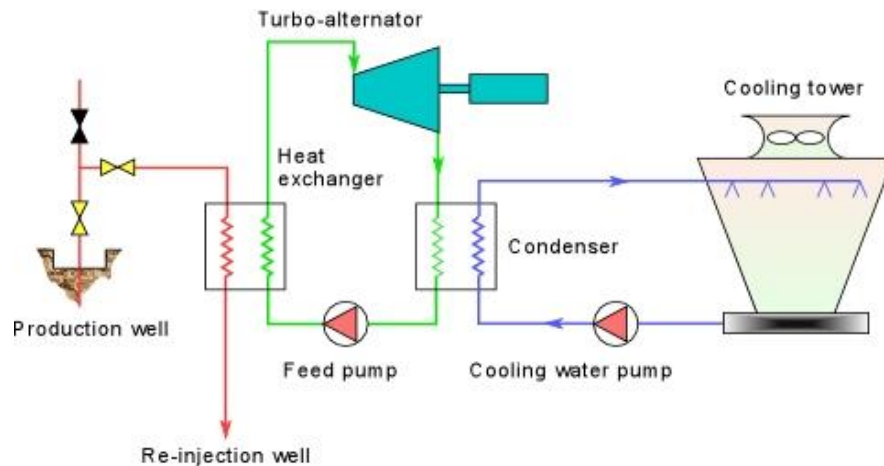 Turbo-alternator
Cooling tower
Heat
exchanger
Condenser
Production well
Feed pump
Cooling water pump
Re-injection well